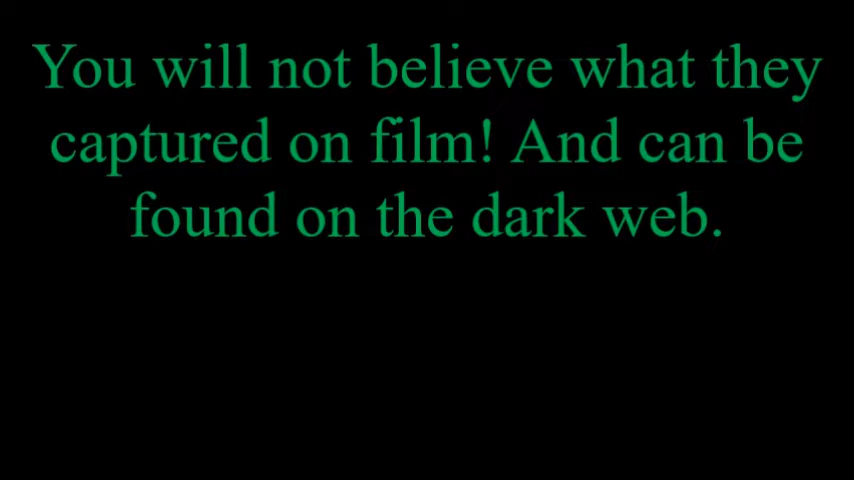 You will not believe what they
captured on film! And can be
found on the dark web.